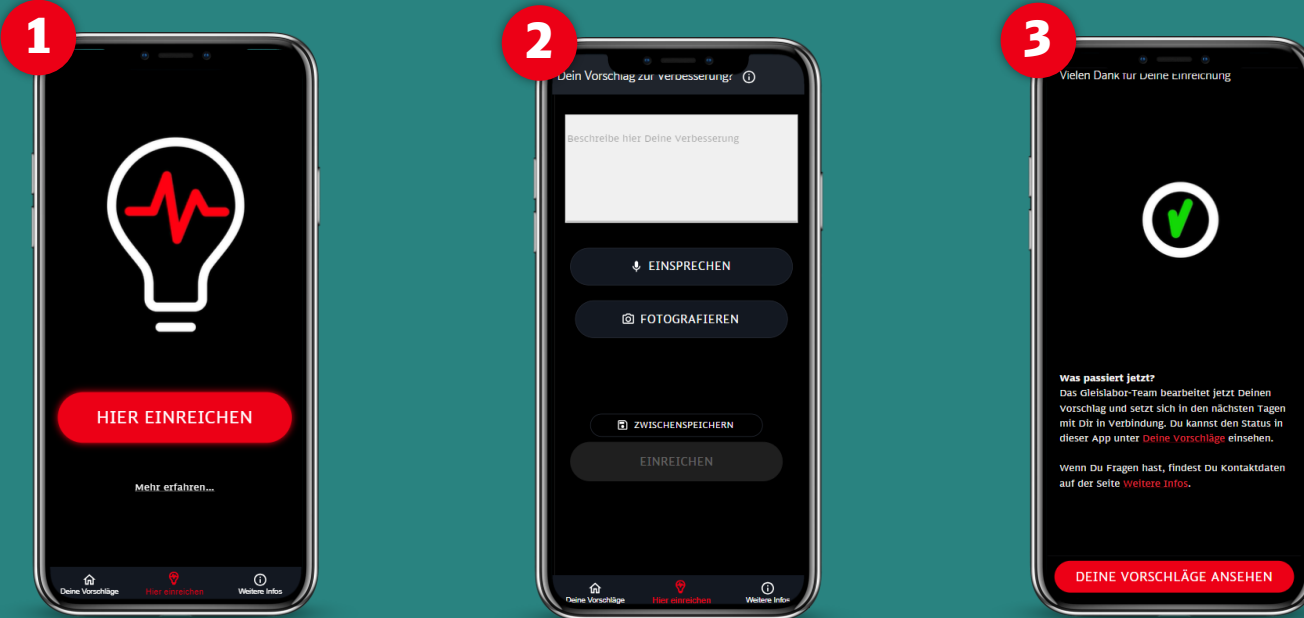 1
HIER EINREICHEN
Mehr erfahren...
Deine Vorschläge
Hier einreichen
Weitere Infos
2
Dein Vorschlag zur Verbesserung?
Beschreibe hier Deine Verbesserung
EINSPRECHEN
FOTOGRAFIEREN
ZWISCHENSPEICHERN
EINREICHEN
Deine Vorschläge
Hier einreichen
Weitere Infos
3
Vielen Dank für Deine Einreichung
Was passiert jetzt?
Das Gleislabor-Team bearbeitet jetzt Deinen
Vorschlag und setzt sich in den nächsten Tagen
mit Dir in Verbindung. Du kannst den Status in
dieser App unter Deine Vorschläge einsehen.
Wenn Du Fragen hast, findest Du Kontaktdaten
auf der Seite Weitere Infos.
DEINE VORSCHLÄGE ANSEHEN